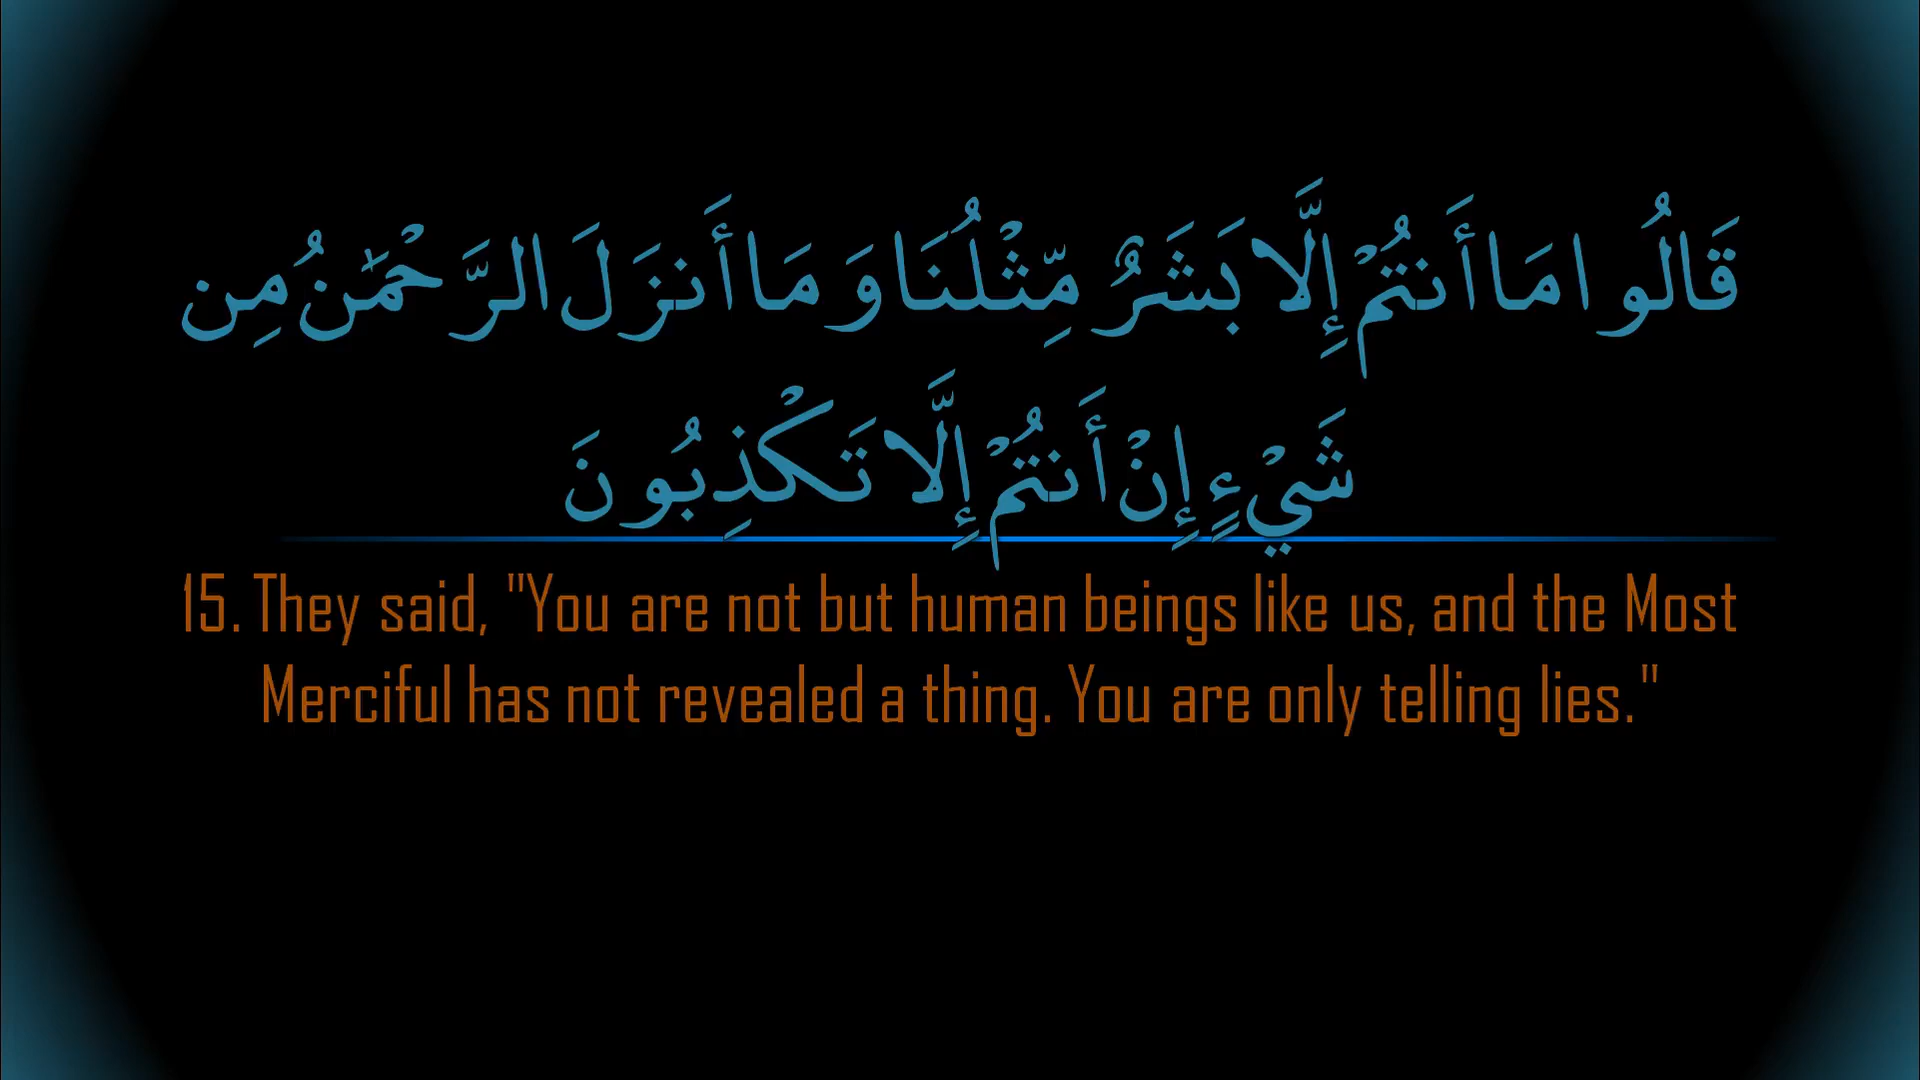 قَالُوا مَا أَنتُمْ إِلَّا بَشَرٌ مِّثْلُنَا وَمَا أَنزَلَ الرَّحْمَٰنُ مِن
شَيْءٍ إِنْ أَنتُمْ إِلَّا تَكْذِبُونَ
15. They said, "You are not but human beings like us, and the Most
Merciful has not revealed a thing. You are only telling lies."